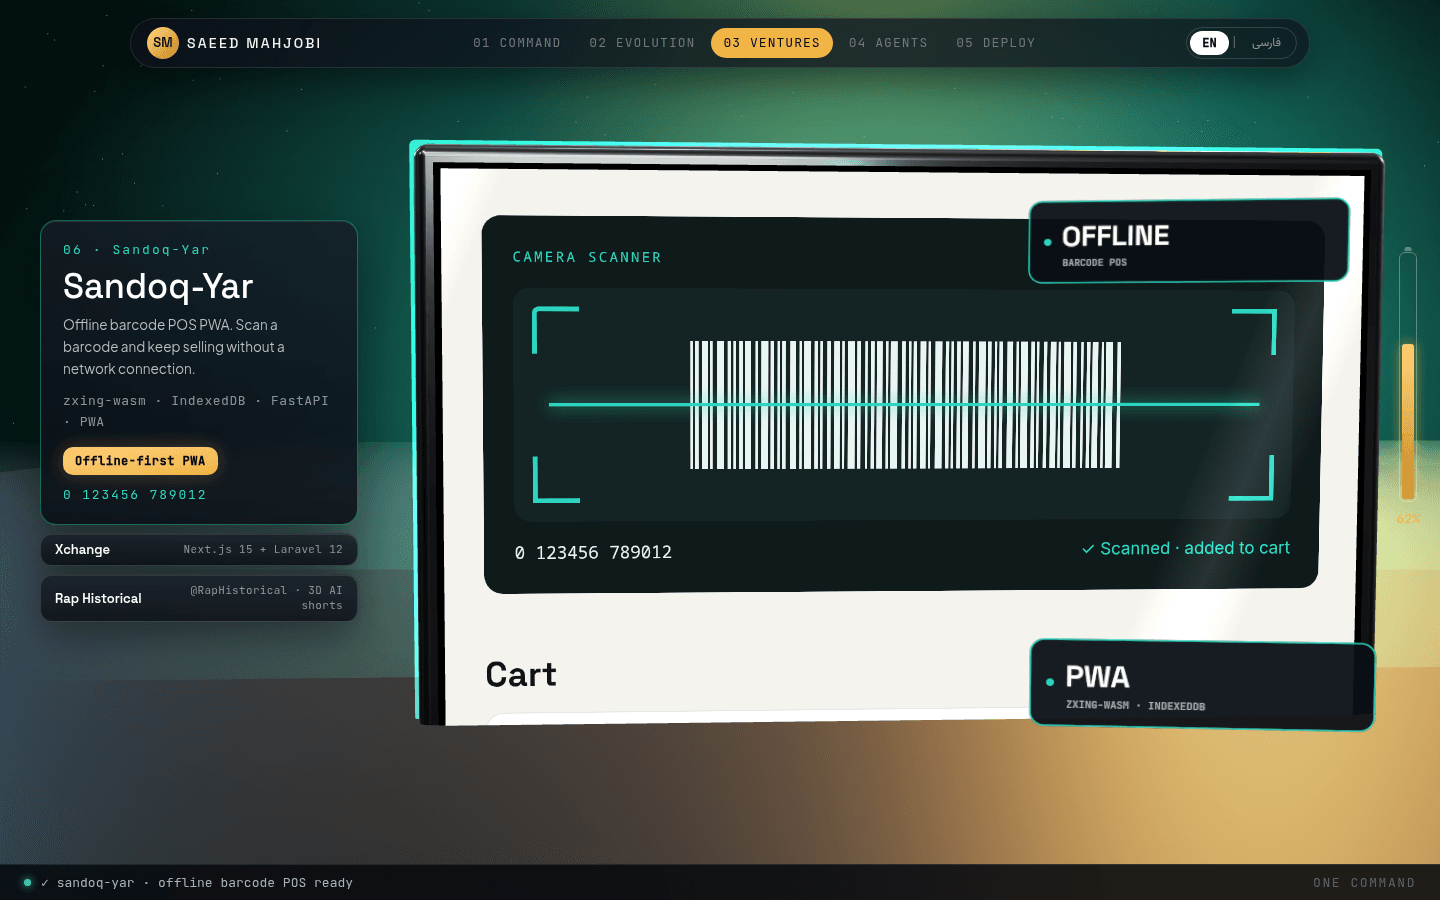 SM SAEED MAHJOBI 01 COMMAND 02 EVOLUTION 03 VENTURES 04 AGENTS 05 DEPLOY EN | فارسی
06 · Sandoq-Yar
Sandoq-Yar
Offline barcode POS PWA. Scan a
barcode and keep selling without a
network connection.
zxing-wasm · IndexedDB · FastAPI
· PWA
Offline-first PWA
0 123456 789012
Xchange Next.js 15 + Laravel 12
Rap Historical @RapHistorical · 3D AI
shorts
CAMERA SCANNER
OFFLINE
BARCODE POS
0 123456 789012
✓ Scanned · added to cart
Cart
PWA
ZXING-WASM · INDEXEDDB
62%
✓ sandoq-yar · offline barcode POS ready
ONE COMMAND